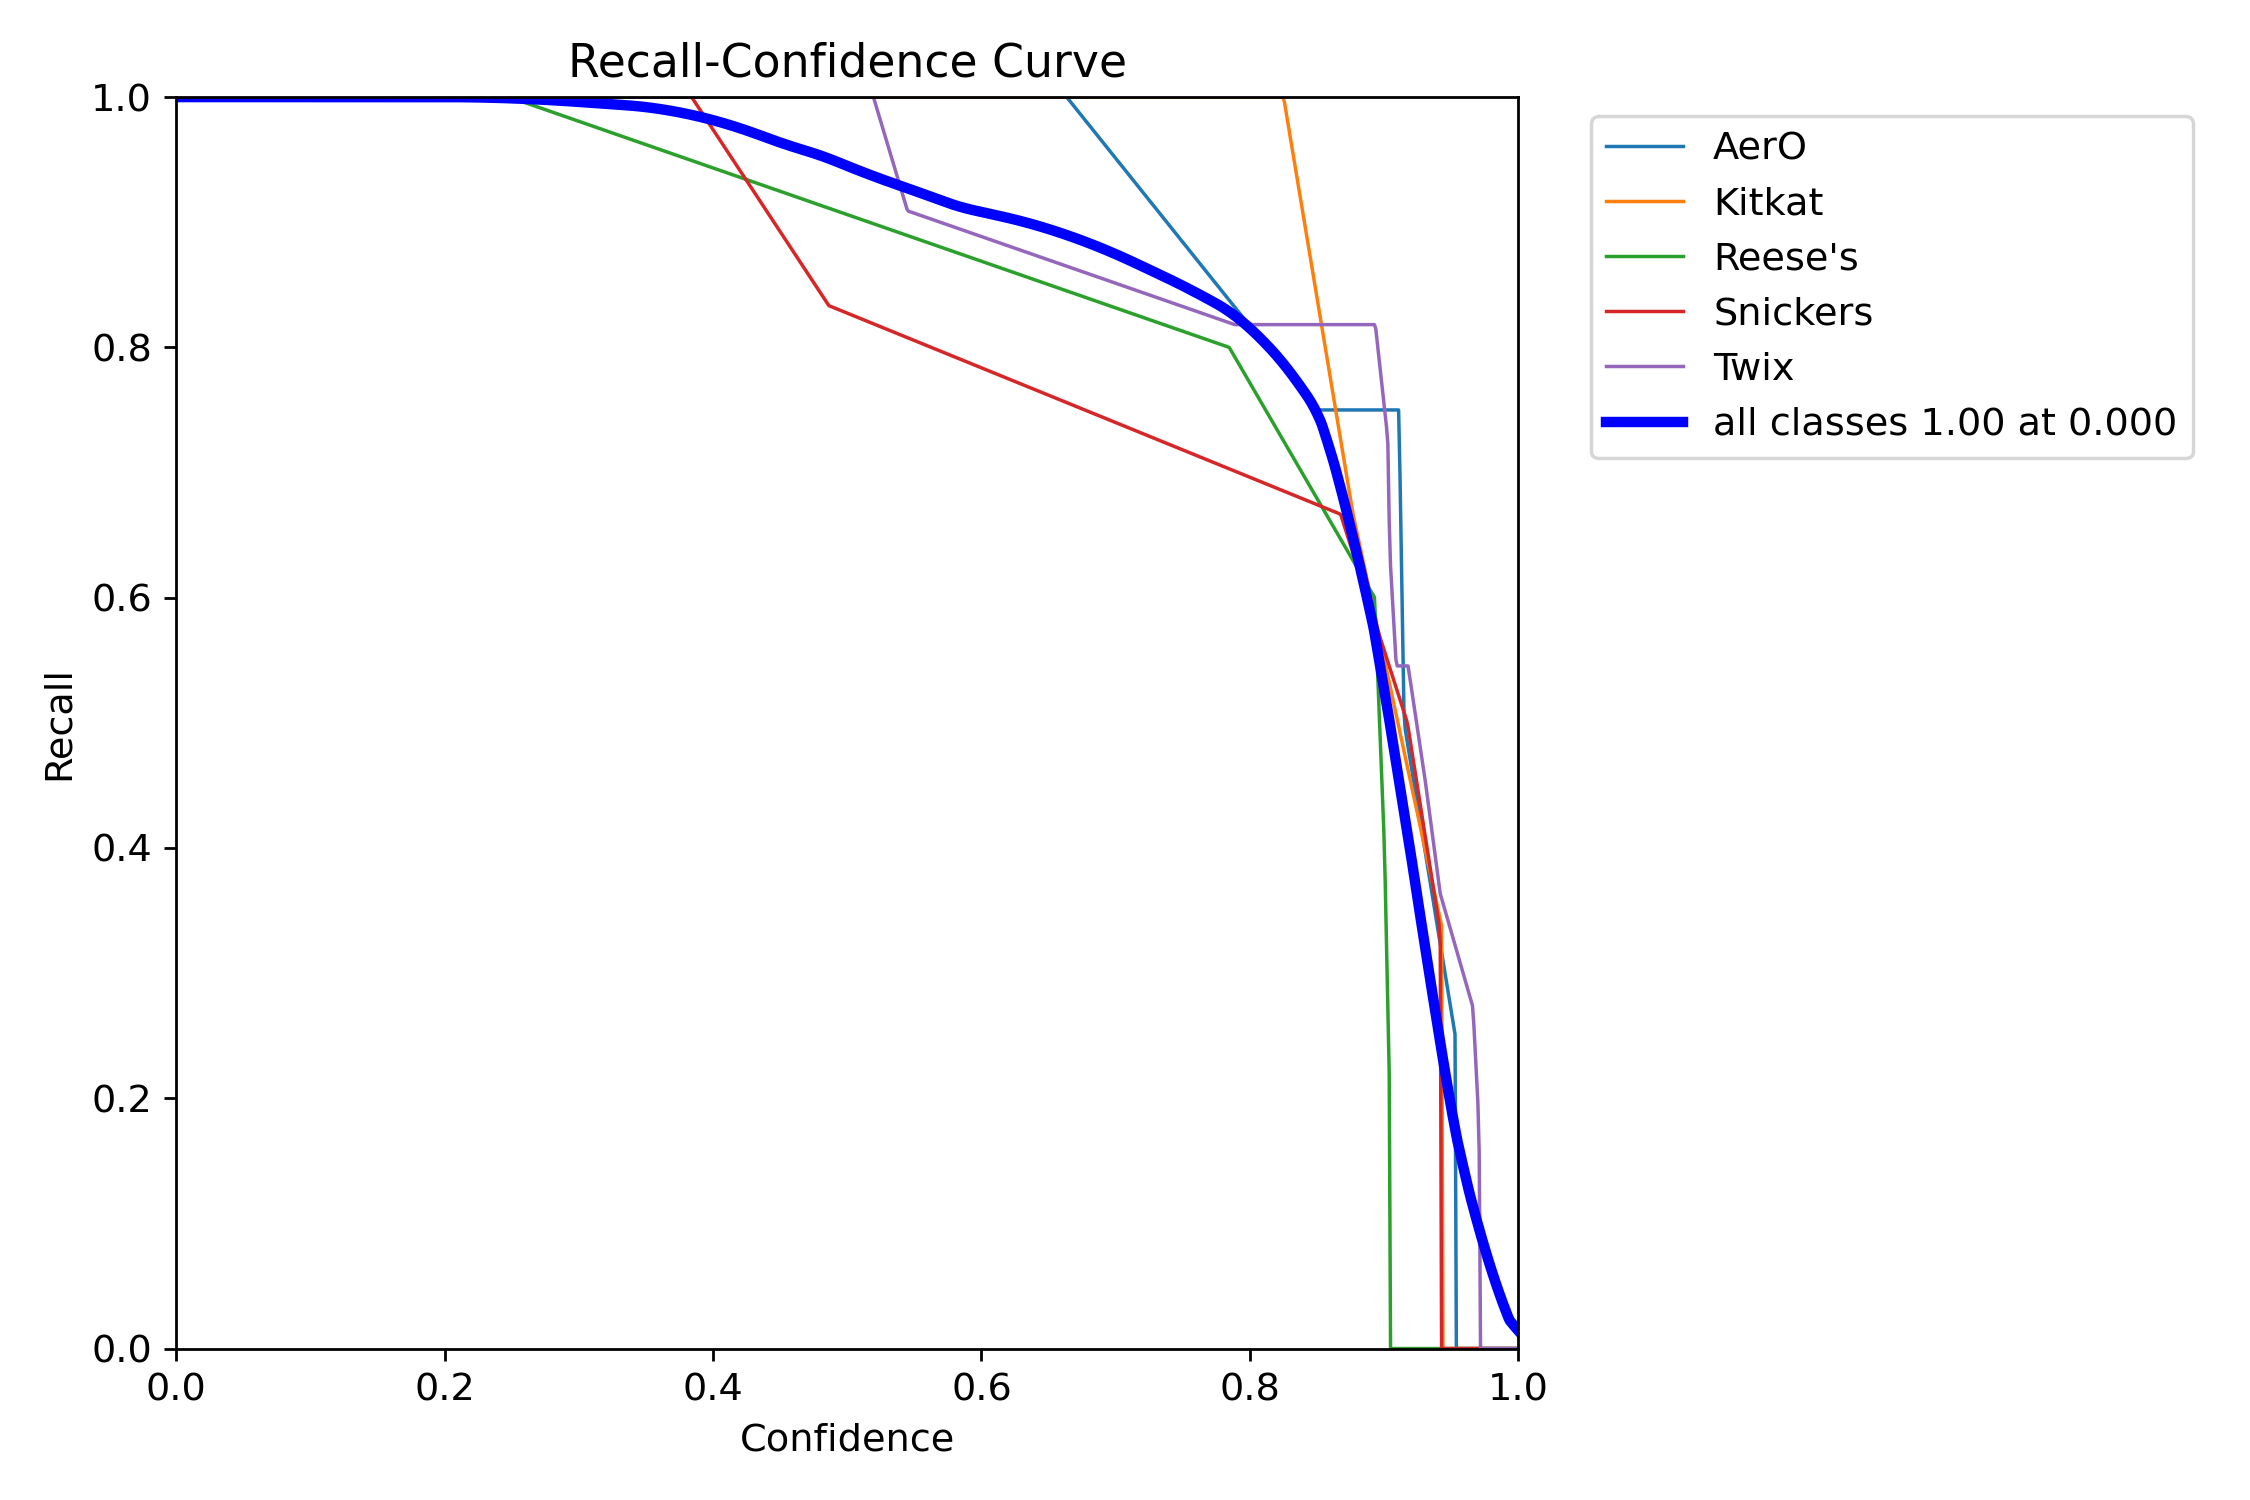 Recall-Confidence Curve
1.0
0.8
0.6
0.4
0.2
0.0
Recall
0.0 0.2 0.4 0.6 0.8 1.0
Confidence
AerO
Kitkat
Reese's
Snickers
Twix
all classes 1.00 at 0.000